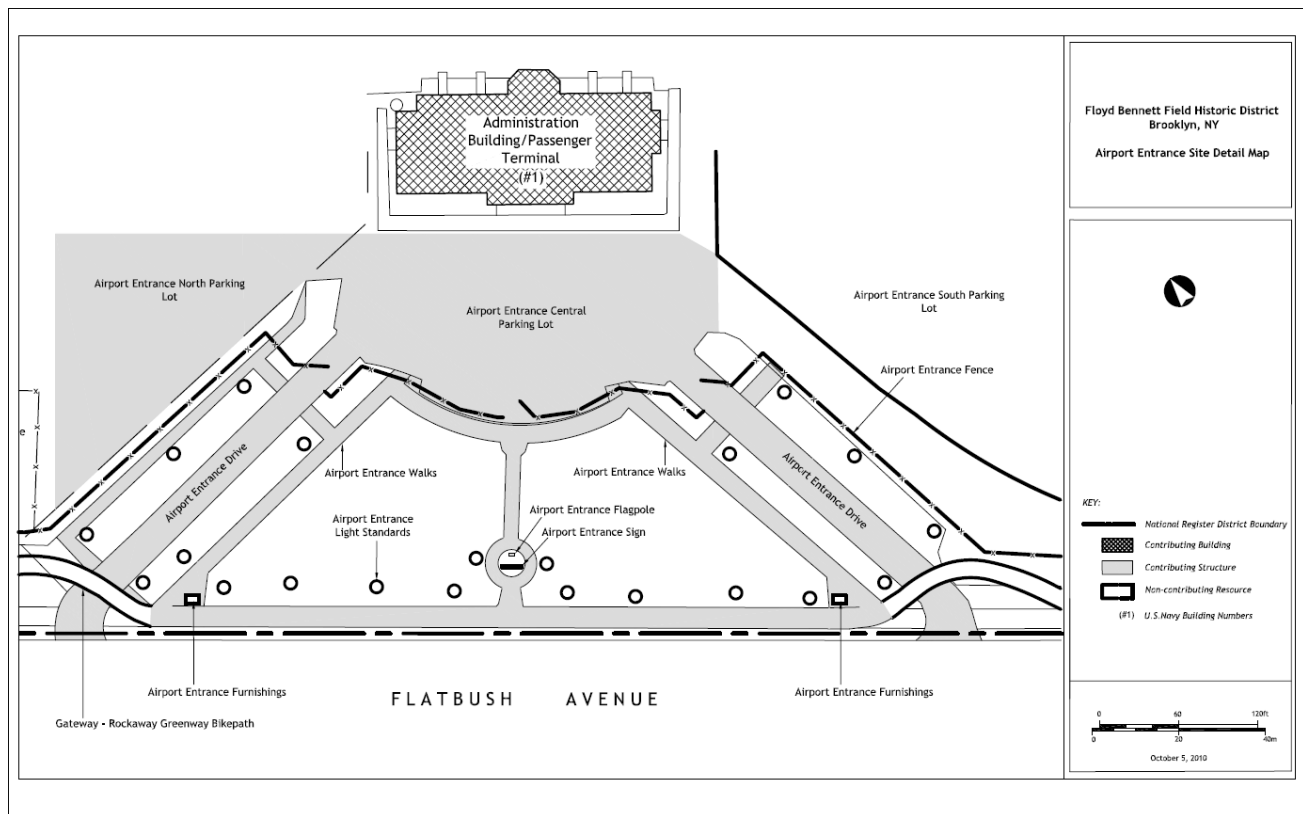 Administration
Building/Passenger
Terminal
(#1)
Airport Entrance North Parking
Lot
Airport Entrance Central
Parking Lot
Airport Entrance South Parking
Lot
Airport Entrance Fence
e
Airport Entrance Drive
Airport Entrance Walks
Airport Entrance Walks
Airport Entrance Drive
Airport Entrance
Light Standards
Airport Entrance Flagpole
Airport Entrance Sign
Airport Entrance Furnishings
Airport Entrance Furnishings
FLATBUSH AVENUE
Gateway - Rockaway Greenway Bikepath
Floyd Bennett Field Historic District
Brooklyn, NY
Airport Entrance Site Detail Map
KEY:
National Register District Boundary
Contributing Building
Contributing Structure
Non-contributing Resource
(#1) U.S.Navy Building Numbers
0 60 120ft
0 20 40m
October 5, 2010